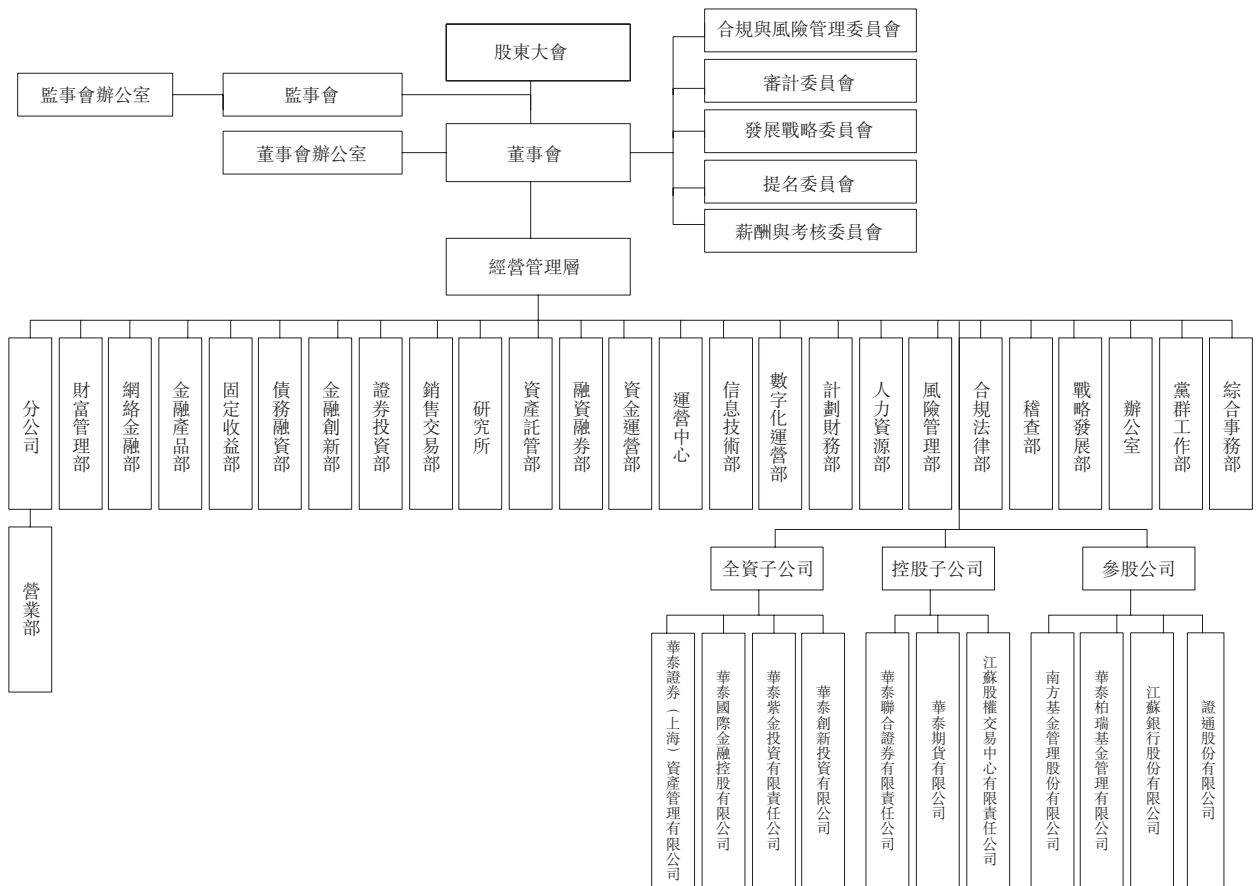 股東大會
合規與風險管理委員會
審計委員會
發展戰略委員會
提名委員會
薪酬與考核委員會
監事會辦公室
監事會
董事會辦公室
董事會
經營管理層
分公司
財富管理部
網絡金融部
金融產品部
固定收益部
債務融資部
金融創新部
證券投資部
銷售交易部
研究所
資產託管部
融資融券部
資金運營部
運營中心
信息技術部
數字化運營部
計劃財務部
人力資源部
風險管理部
合規法律部
稽查部
戰略發展部
辦公室
黨群工作部
綜合事務部
營業部
全資子公司
控股子公司
參股公司
華泰證券（上海）資產管理有限公司
華泰國際金融控股有限公司
華泰紫金投資有限責任公司
華泰創新投資有限公司
華泰聯合證券有限責任公司
華泰期貨有限公司
江蘇股權交易中心有限責任公司
南方基金管理股份有限公司
華泰柏瑞基金管理有限公司
江蘇銀行股份有限公司
證通股份有限公司